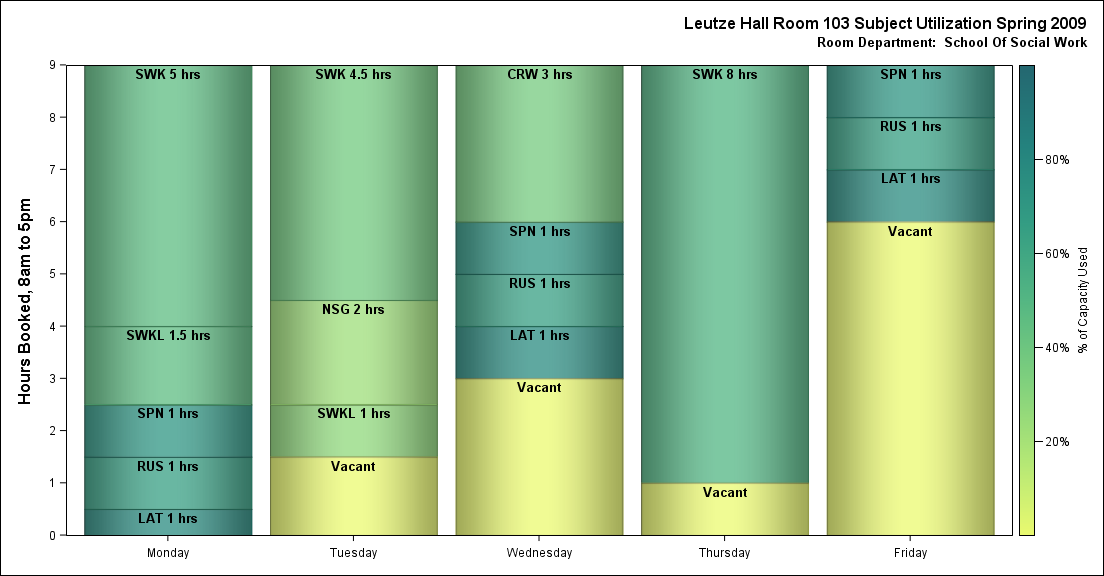 Leutze Hall Room 103 Subject Utilization Spring 2009
Room Department:  School Of Social Work
Hours Booked, 8am to 5pm
9
8
7
6
5
4
3
2
1
0
SWK 5 hrs
SWKL 1.5 hrs
SPN 1 hrs
RUS 1 hrs
LAT 1 hrs
Monday
SWK 4.5 hrs
NSG 2 hrs
SWKL 1 hrs
Vacant
Tuesday
CRW 3 hrs
SPN 1 hrs
RUS 1 hrs
LAT 1 hrs
Vacant
Wednesday
SWK 8 hrs
Vacant
Thursday
SPN 1 hrs
RUS 1 hrs
LAT 1 hrs
Vacant
Friday
80%
60%
40%
20%
% of Capacity Used